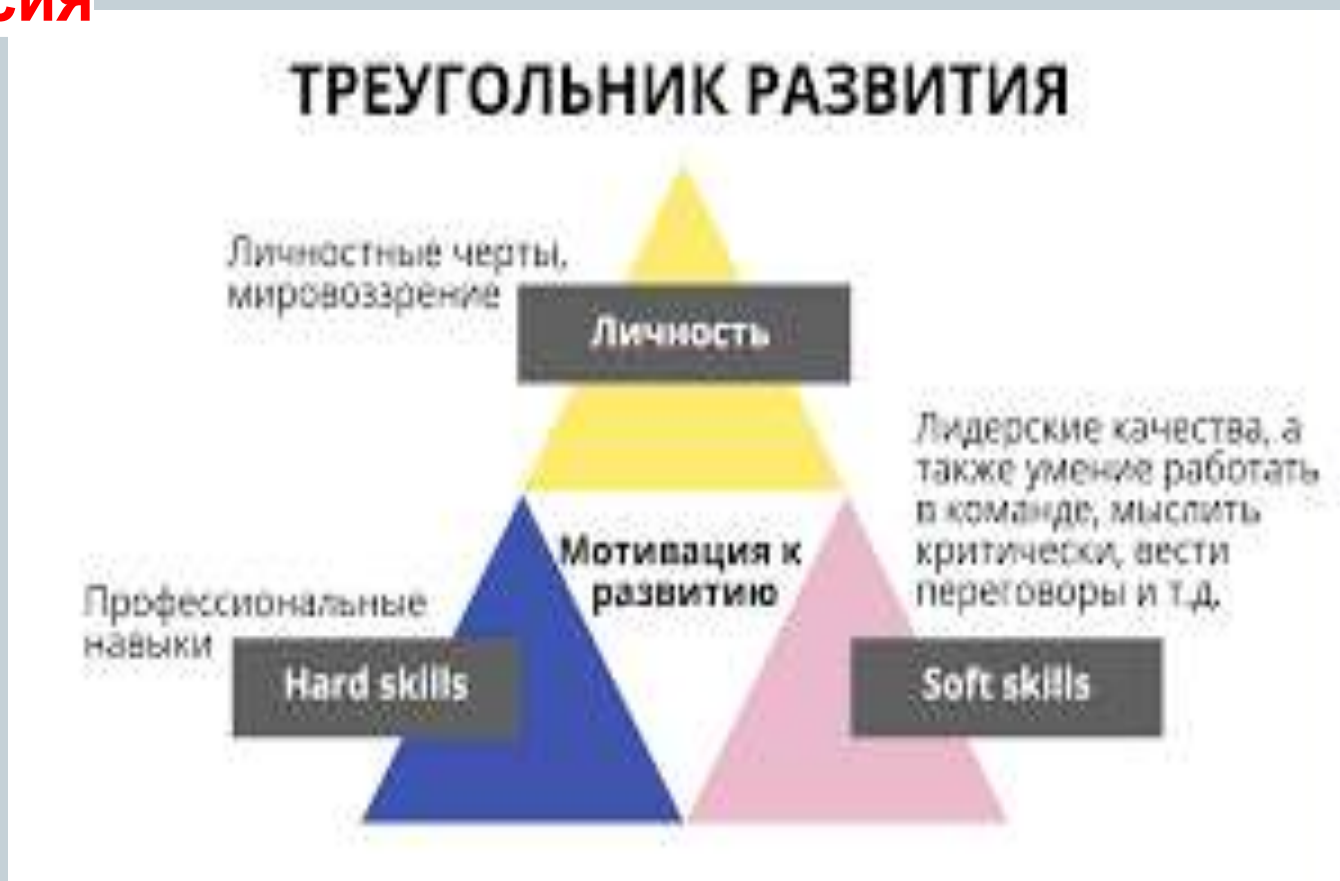 ТРЕУГОЛЬНИК РАЗВИТИЯ
Личностные черты,
мировоззрение
Личность
Лидерские качества, а
также умение работать
в команде, мыслить
критически, вести
переговоры и т.д.
Мотивация к
развитию
Профессиональные
навыки
Hard skills
Soft skills